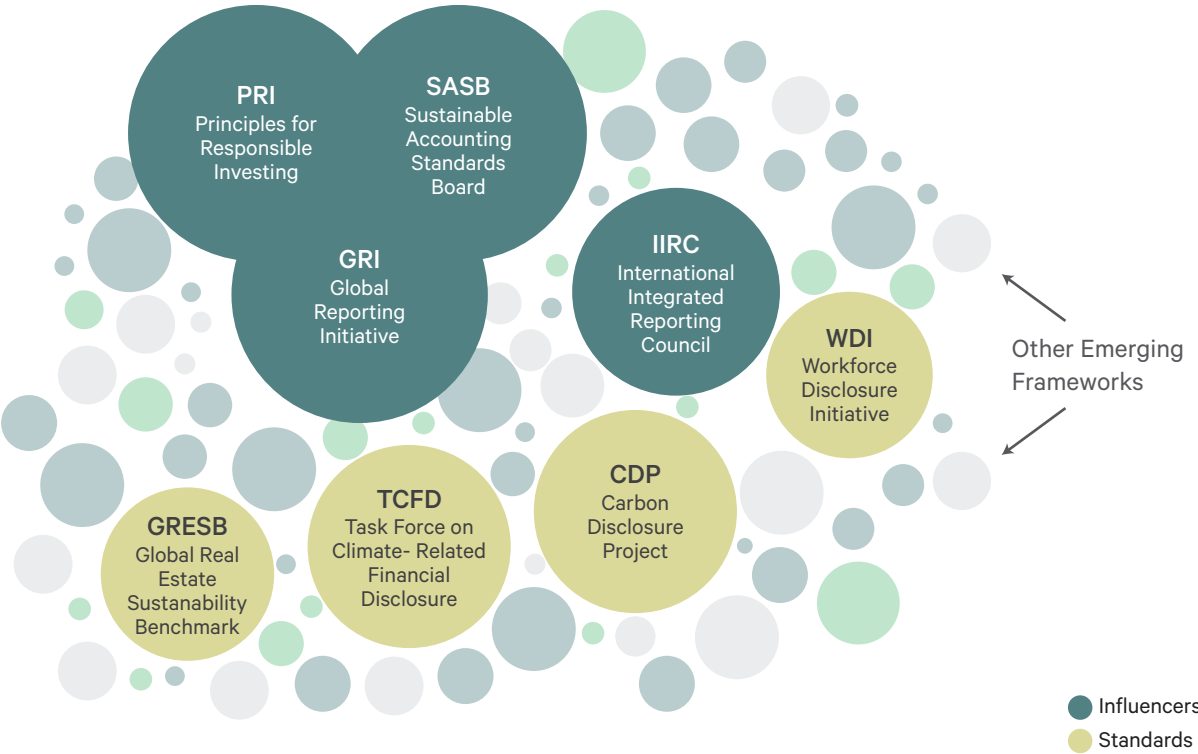 PRI
Principles for
Responsible
Investing
SASB
Sustainable
Accounting
Standards
Board
GRI
Global
Reporting
Initiative
IIRC
International
Integrated
Reporting
Council
WDI
Workforce
Disclosure
Initiative
Other Emerging
Frameworks
CDP
Carbon
Disclosure
Project
TCFD
Task Force on
Climate- Related
Financial
Disclosure
GRESB
Global Real
Estate
Sustanability
Benchmark
Influencers
Standards